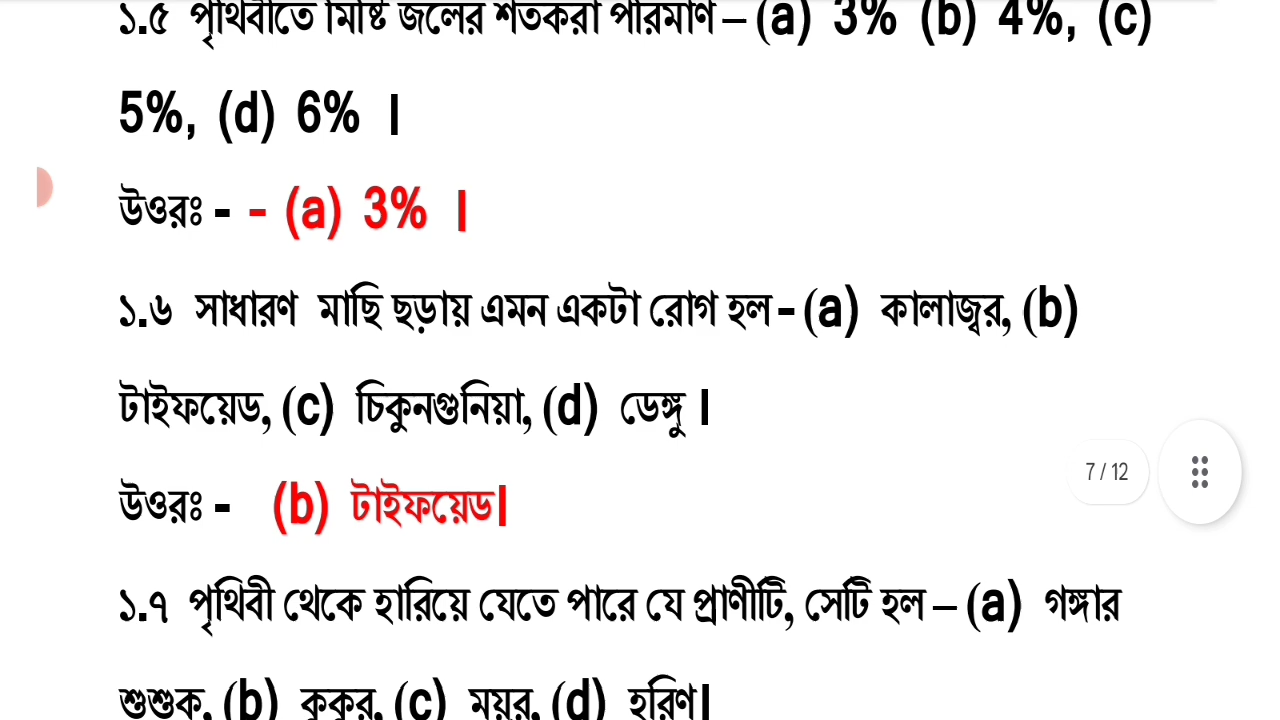 ১.৫ পৃথিবীতে মিষ্টি জলের শতকরা পরিমাণ – (a) 3% (b) 4%, (c)
5%, (d) 6% ।
উওরঃ - - (a) 3% ।
১.৬ সাধারণ মাছি ছড়ায় এমন একটা রোগ হল - (a) কালাজ্বর, (b)
টাইফয়েড, (c) চিকুনগুনিয়া, (d) ডেঙ্গু ।
7 / 12
উওরঃ - (b) টাইফয়েড।
১.৭ পৃথিবী থেকে হারিয়ে যেতে পারে যে প্রাণীটি, সেটি হল – (a) গঙ্গার
শুশুক, (b) কুকুর, (c) ময়ূর, (d) হরিণ।